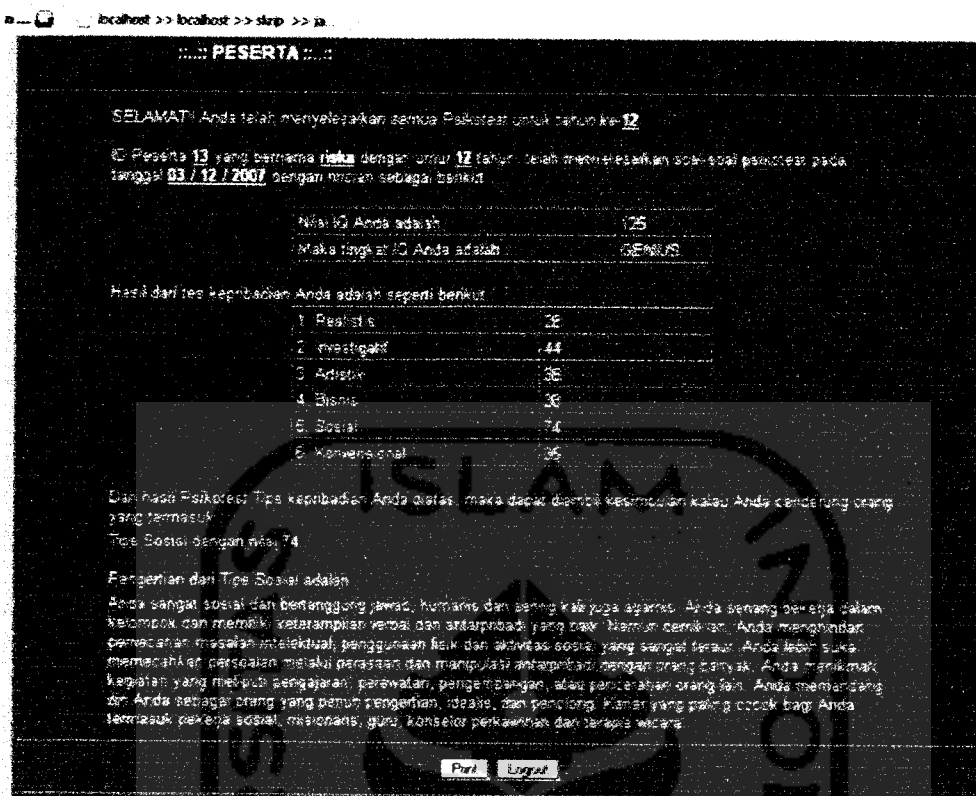 localhost >> localhost >> skrip >> ja...
::..:: PESERTA ::..::
SELAMAT! Anda telah menyelesaikan semua Psikotest untuk tahun ke-12
ID Peserta 13 yang bernama riska dengan umur 12 tahun, telah menyelesaikan soal-soal psikotest pada
tanggal 03 / 12 / 2007 dengan rincian sebagai berikut
Nilai IQ Anda adalah 125
Maka tingkat IQ Anda adalah GENIUS
Hasil dari tes kepribadian Anda adalah seperti berikut
1. Realistis
2. Investigatif 44
3. Artistik
4. Bisnis
5. Sosial 74
6. Konvensional
Dari hasil Psikotest Tipe kepribadian Anda diatas, maka dapat diambil kesimpulan kalau Anda cenderung orang
yang termasuk
Tipe Sosial dengan nilai 74
Pengertian dari Tipe Sosial adalah
Anda sangat sosial dan bertanggung jawab, humanis dan sering kali juga agamis. Anda senang bekerja dalam
kelompok dan memiliki keterampilan verbal dan antarpribadi yang baik. Namun demikian, Anda menghindari
pemecahan masalah intelektual, penggunaan fisik dan aktivitas sosial yang sangat teratur. Anda lebih suka
memecahkan persoalan melalui perasaan dan manipulasi antarpribadi dengan orang banyak. Anda menikmati
kegiatan yang meliputi pengajaran, perawatan, pengembangan, atau pencerahan orang lain. Anda memandang
diri Anda sebagai orang yang penuh pengertian, idealis, dan penolong. Karier yang paling cocok bagi Anda
termasuk pekerja sosial, misionaris, guru, konselor perkawinan dan terapis wicara
Print Logout
ISLAM